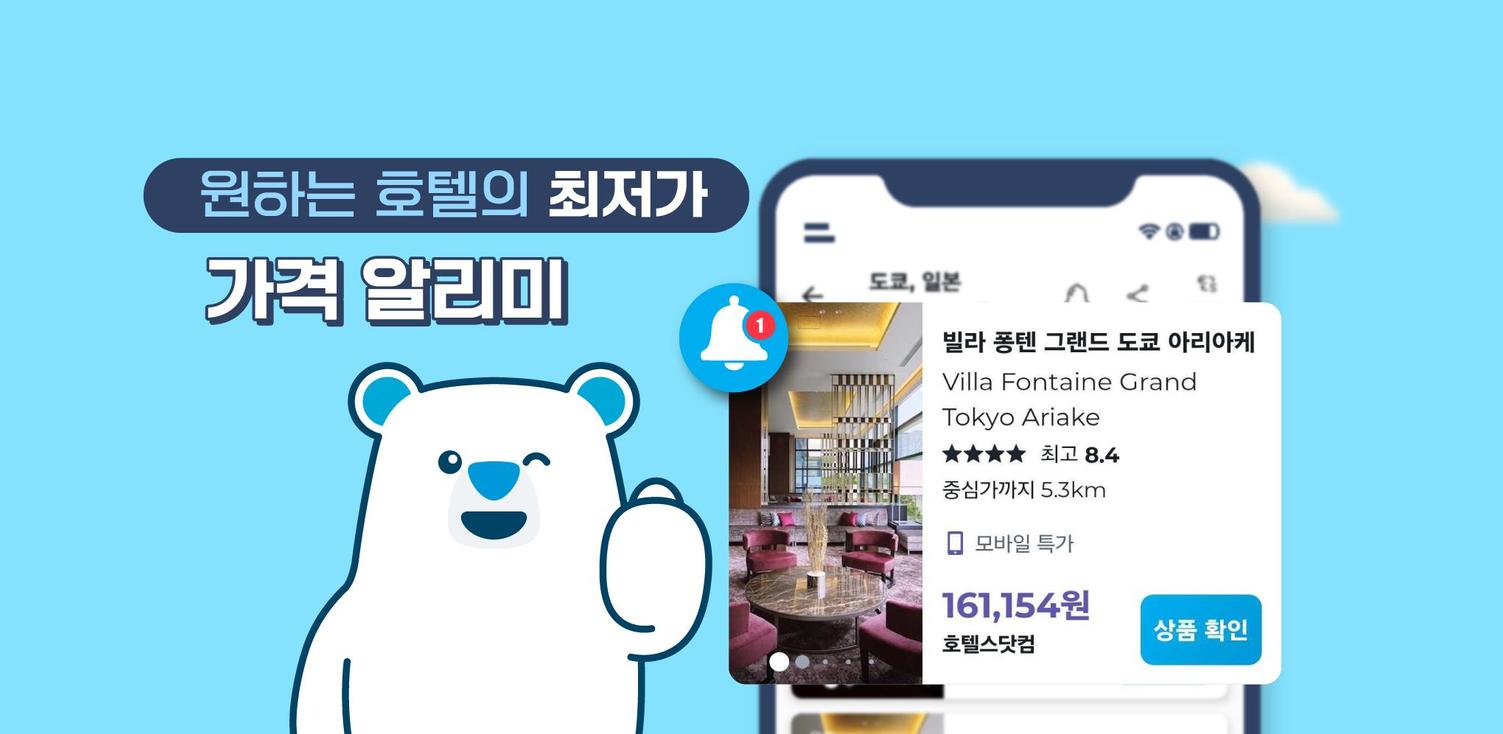 원하는 호텔의 최저가
가격 알리미
도쿄, 일본
1
빌라 퐁텐 그랜드 도쿄 아리아케
Villa Fontaine Grand
Tokyo Ariake
★★★★ 최고 8.4
중심가까지 5.3km
모바일 특가
161,154원
호텔스닷컴
상품 확인